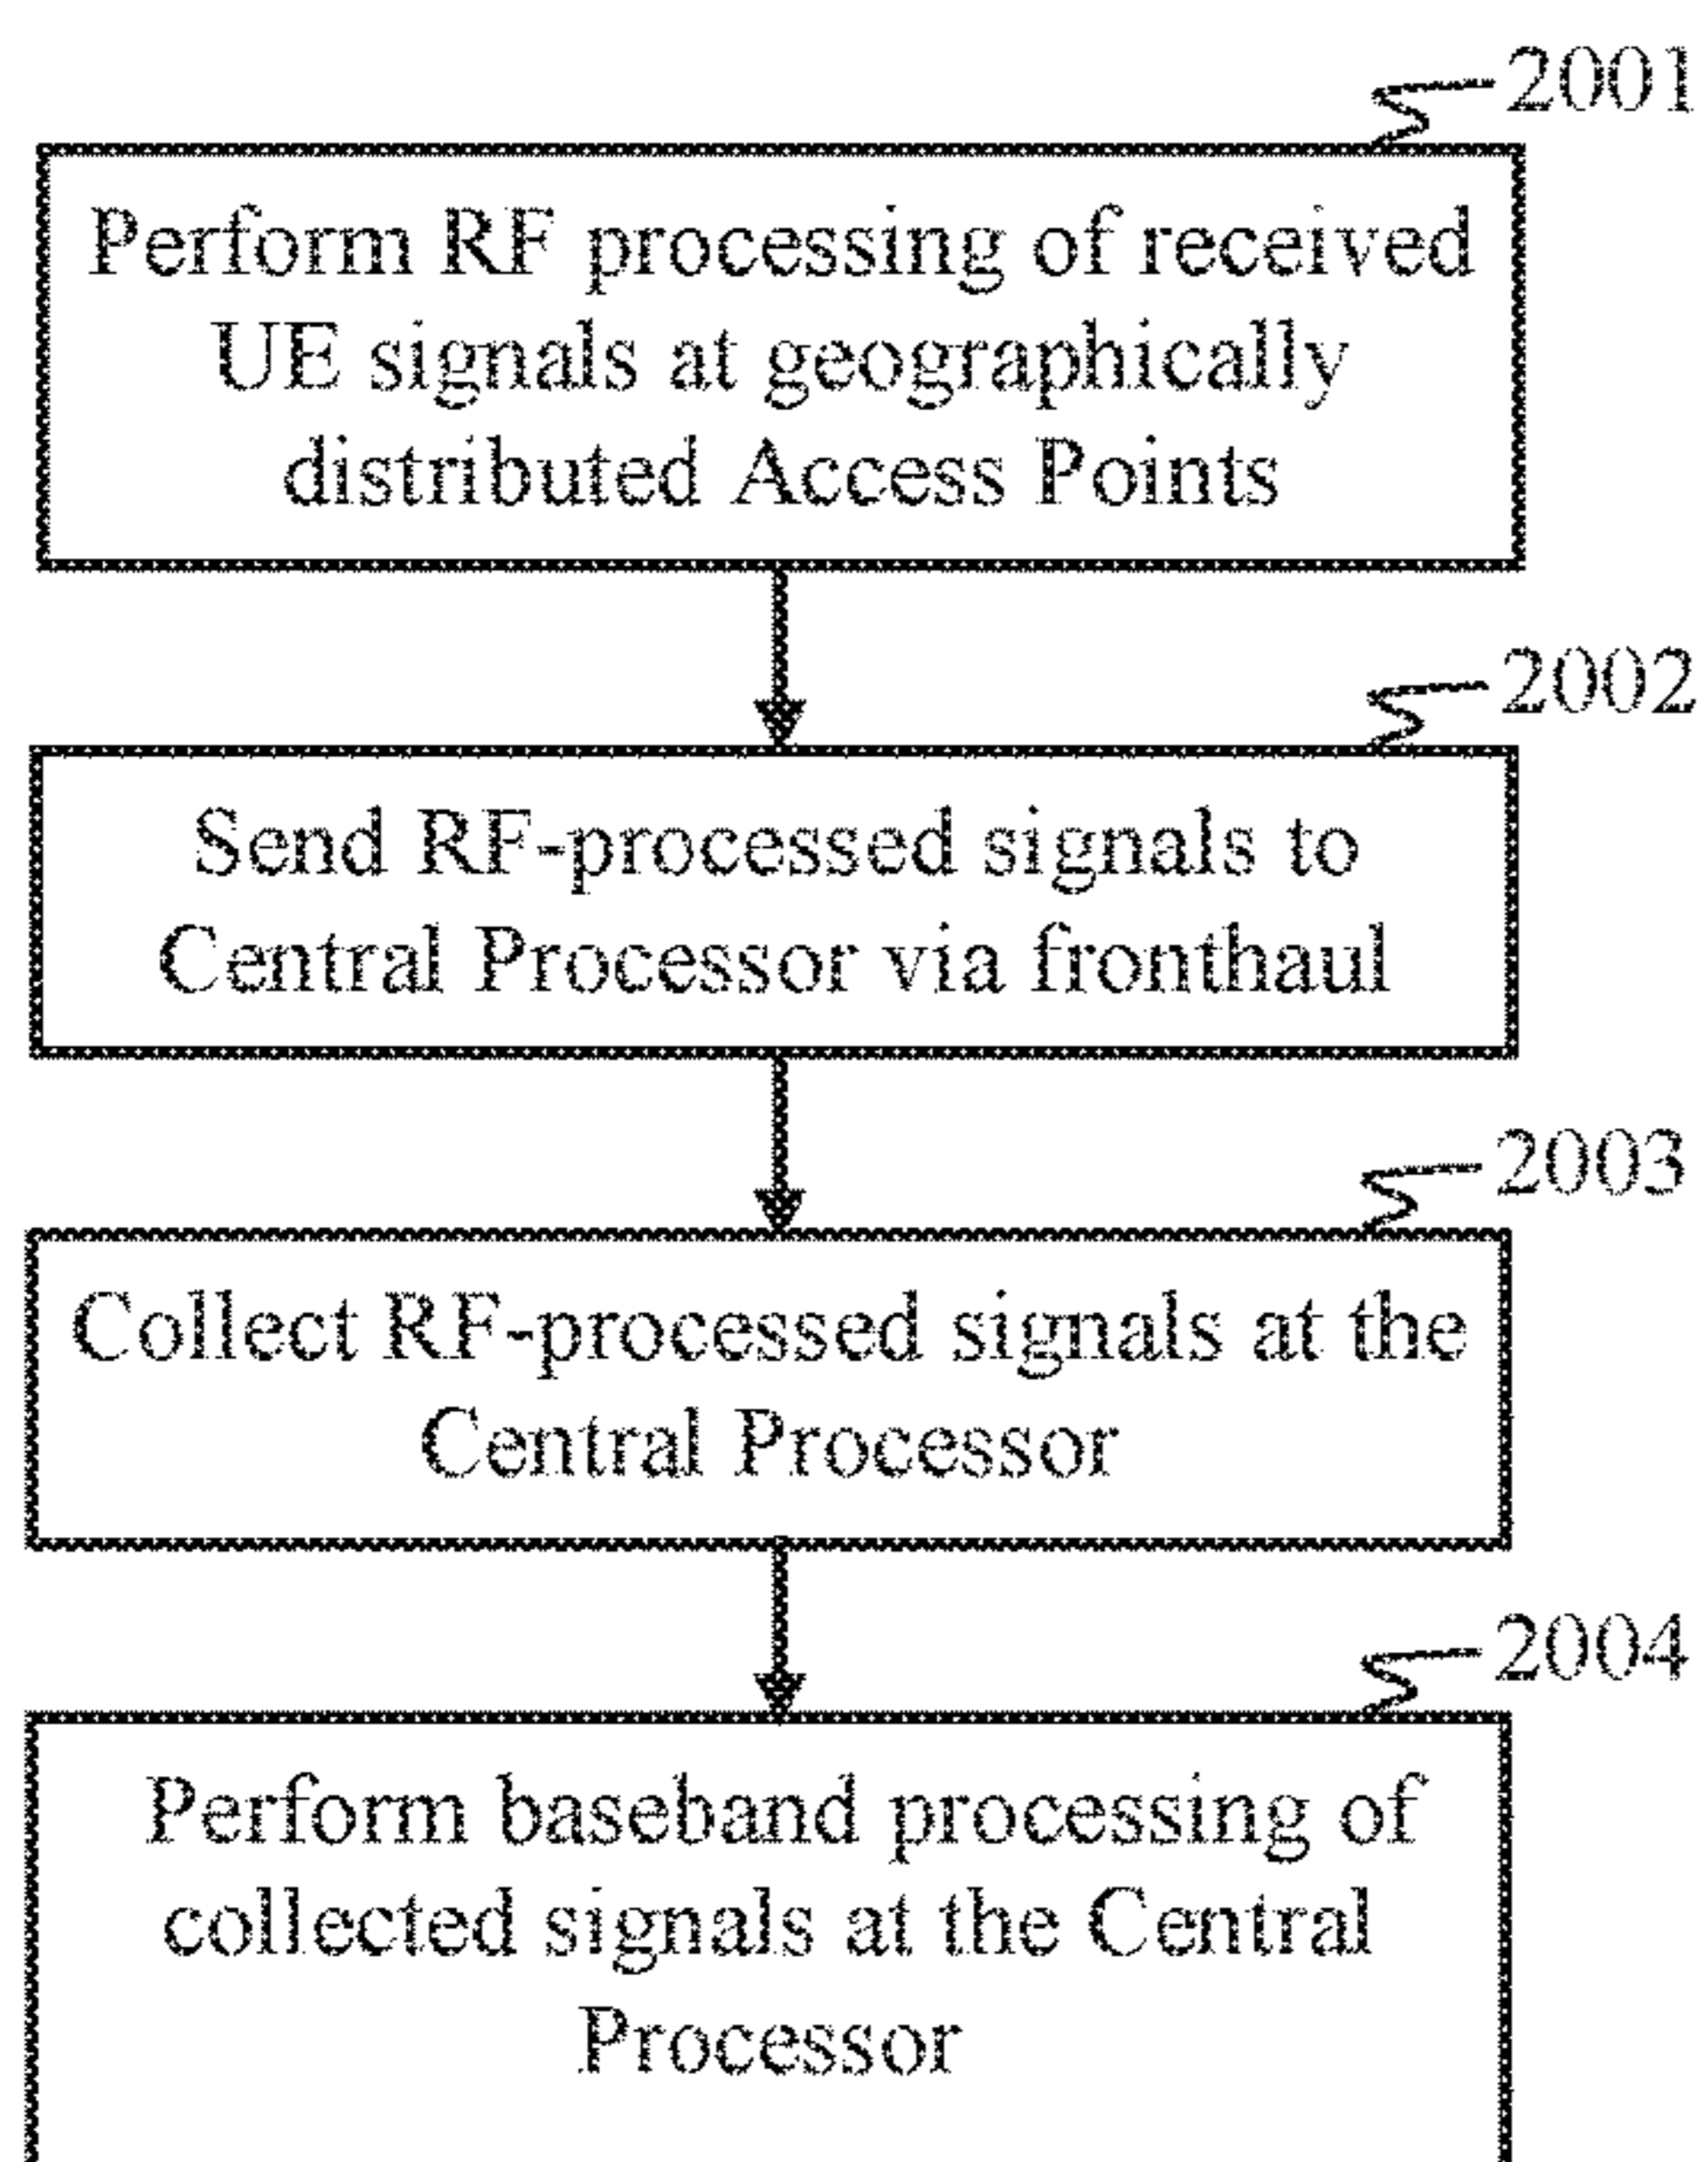 2001
Perform RF processing of received
UE signals at geographically
distributed Access Points
2002
Send RF-processed signals to
Central Processor via fronthaul
2003
Collect RF-processed signals at the
Central Processor
2004
Perform baseband processing of
collected signals at the Central
Processor